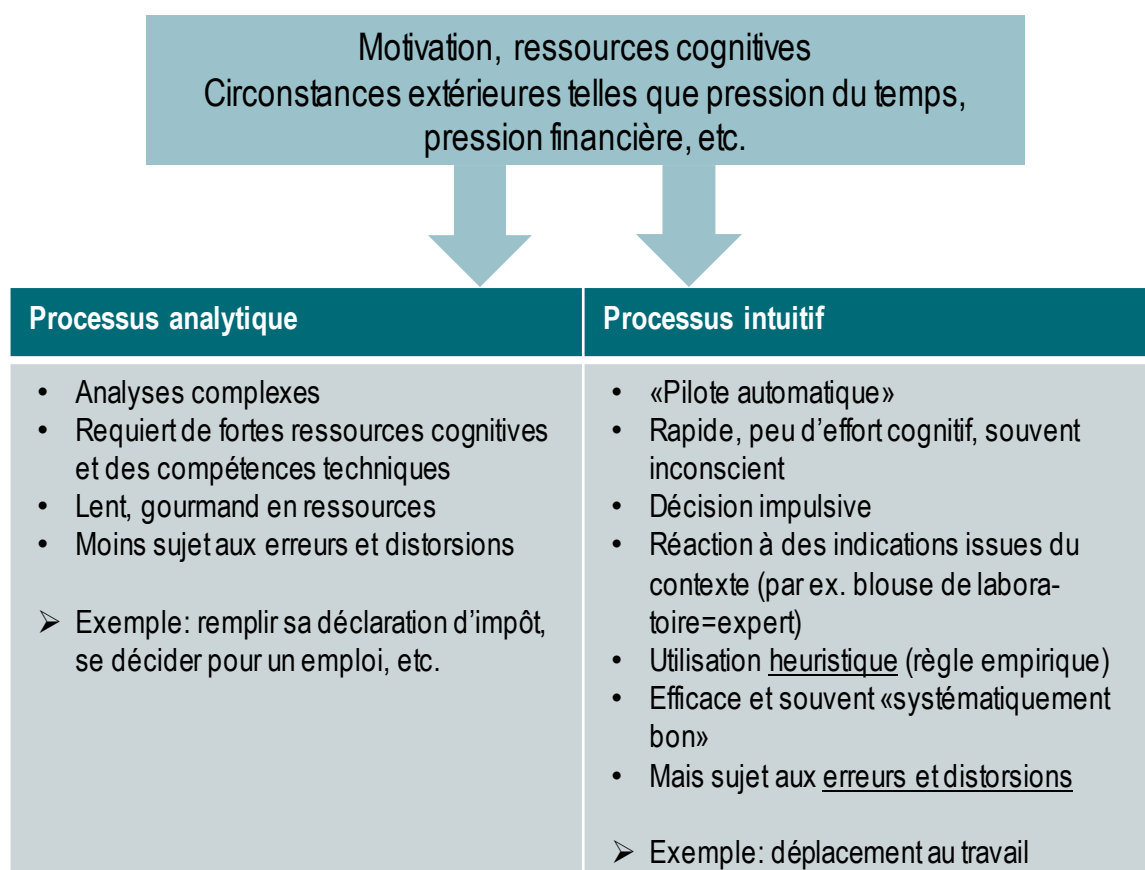 Motivation, ressources cognitives
Circonstances extérieures telles que pression du temps,
pression financière, etc.
Processus analytique
• Analyses complexes
• Requiert de fortes ressources cognitives
et des compétences techniques
• Lent, gourmand en ressources
• Moins sujet aux erreurs et distorsions
➢ Exemple: remplir sa déclaration d’impôt,
se décider pour un emploi, etc.
Processus intuitif
• «Pilote automatique»
• Rapide, peu d’effort cognitif, souvent
inconscient
• Décision impulsive
• Réaction à des indications issues du
contexte (par ex. blouse de labora-
toire=expert)
• Utilisation heuristique (règle empirique)
• Efficace et souvent «systématiquement
bon»
• Mais sujet aux erreurs et distorsions
➢ Exemple: déplacement au travail